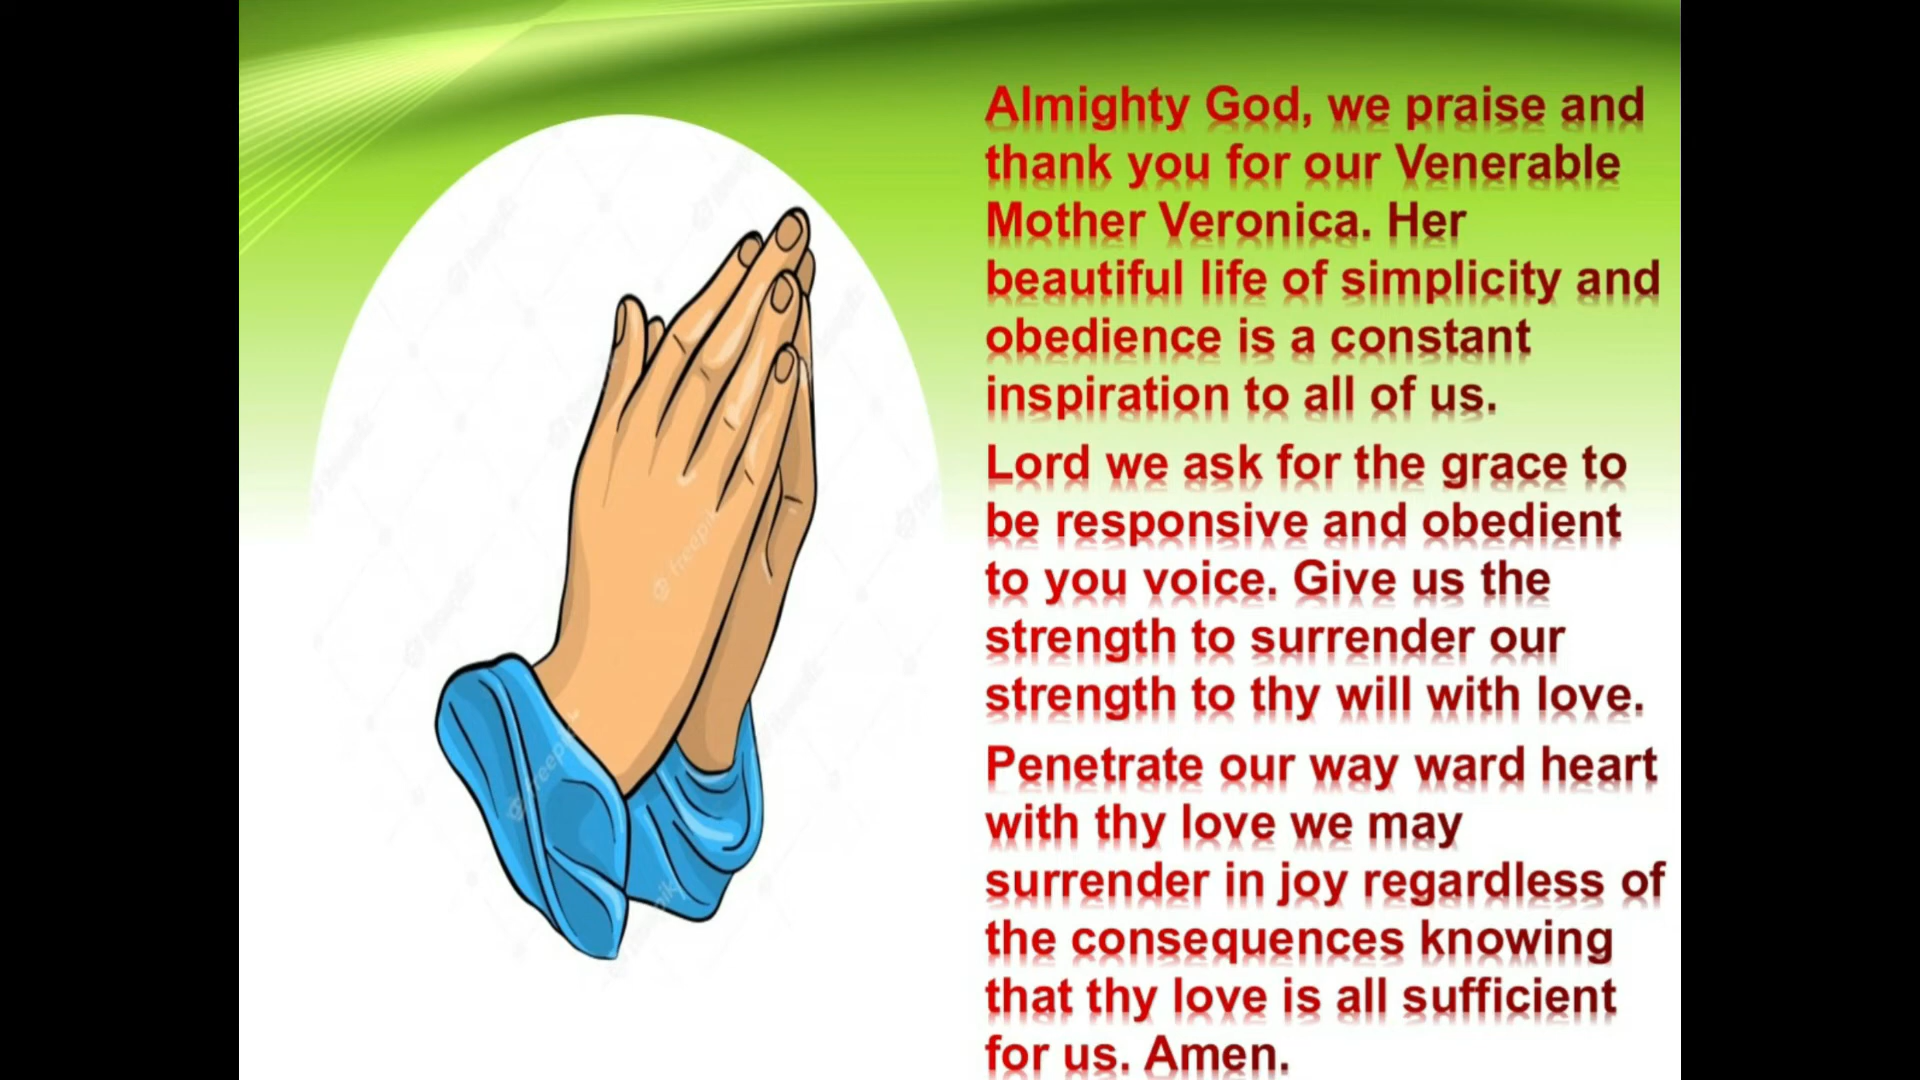 Almighty God, we praise and
thank you for our Venerable
Mother Veronica. Her
beautiful life of simplicity and
obedience is a constant
inspiration to all of us.
Lord we ask for the grace to
be responsive and obedient
to you voice. Give us the
strength to surrender our
strength to thy will with love.
Penetrate our way ward heart
with thy love we may
surrender in joy regardless of
the consequences knowing
that thy love is all sufficient
for us. Amen.
freepik